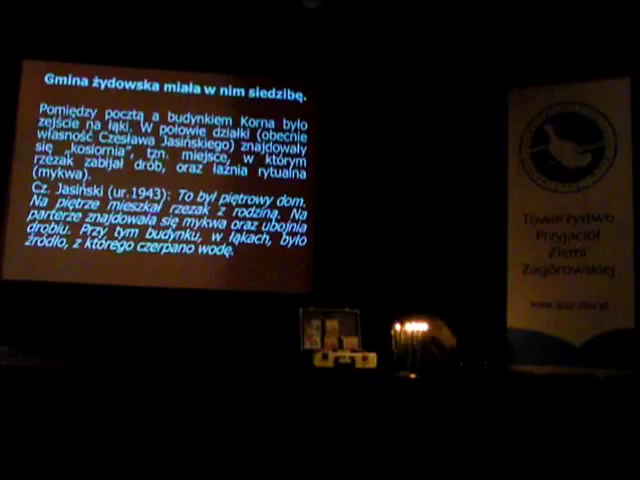 Gmina żydowska miała w nim siedzibę.
Pomiędzy pocztą a budynkiem Korna było
zejście na łąki. W połowie działki (obecnie
własność Czesława Jasińskiego) znajdowały
się „kosiornia", tzn. miejsce, w którym
rzezak zabijał drób, oraz łaźnia rytualna
(mykwa).
Cz. Jasiński (ur.1943): To był piętrowy dom.
Na piętrze mieszkał rzezak z rodziną. Na
parterze znajdowała się mykwa oraz ubojnia
drobiu. Przy tym budynku, w łąkach, było
źródło, z którego czerpano wodę.
Towarzystwo
Przyjaciół
Ziemi
Zagórowskiej